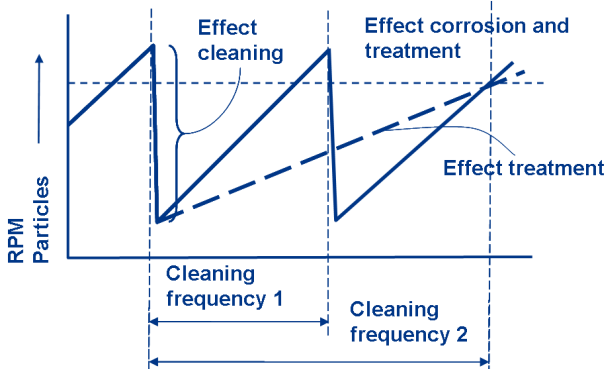 Effect
cleaning
Effect corrosion and
treatment
Effect treatment
RPM
Particles
Cleaning
frequency 1
Cleaning
frequency 2